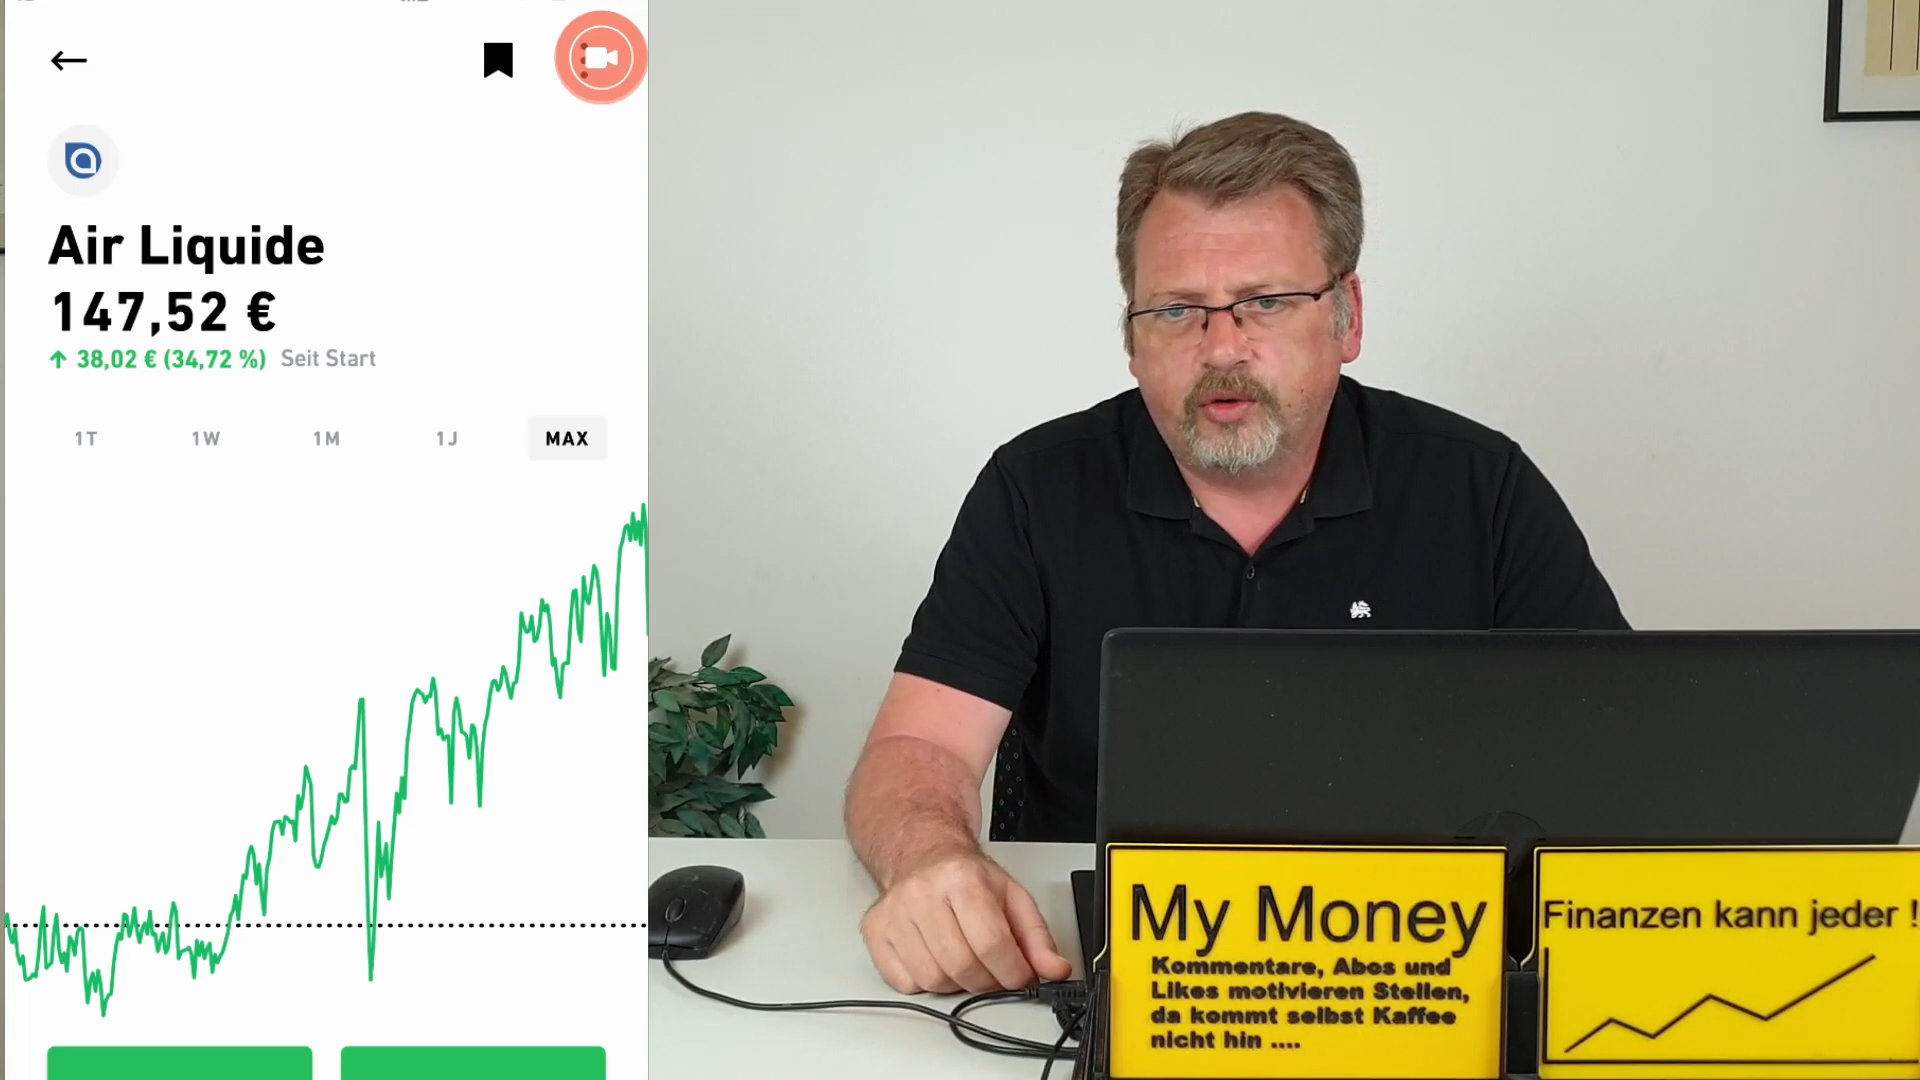 Air Liquide
147,52 €
↑ 38,02 € (34,72 %) Seit Start
1T 1W 1M 1J MAX
My Money
Kommentare, Abos und
Likes motivieren Stellen,
da kommt selbst Kaffee
nicht hin ....
Finanzen kann jeder !